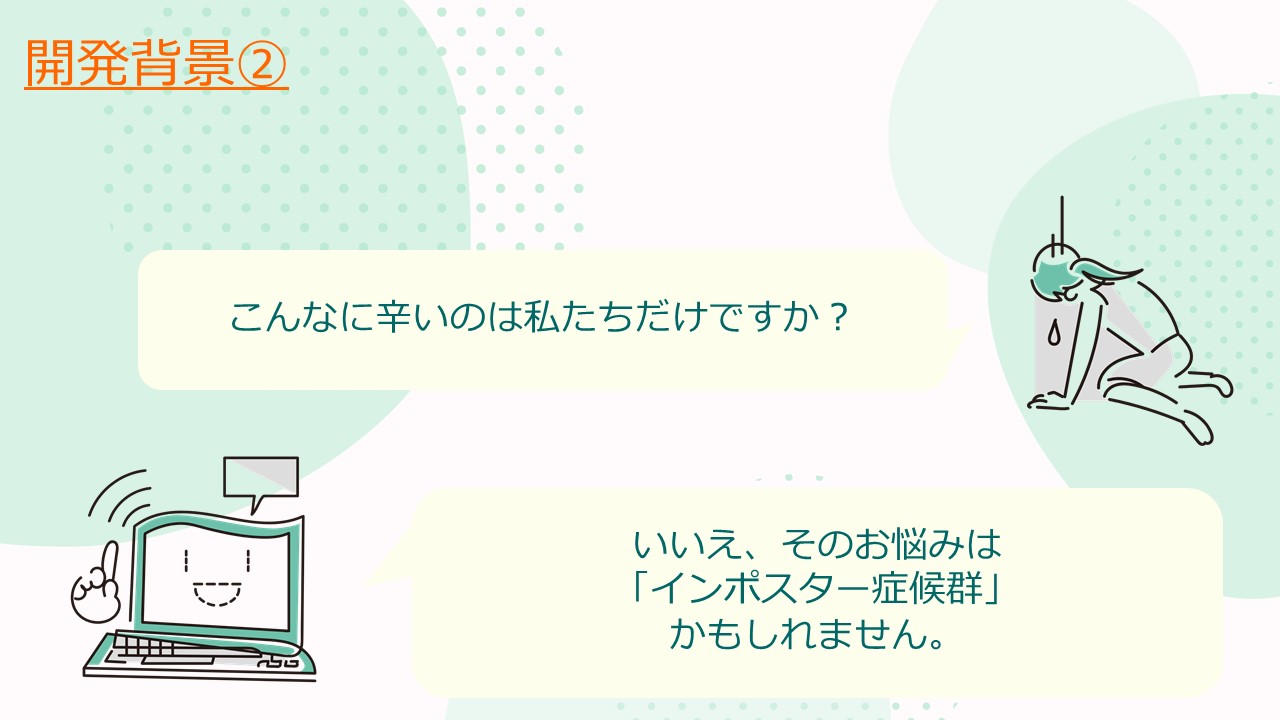 開発背景②
こんなに辛いのは私たちだけですか？
いいえ、そのお悩みは
「インポスター症候群」
かもしれません。